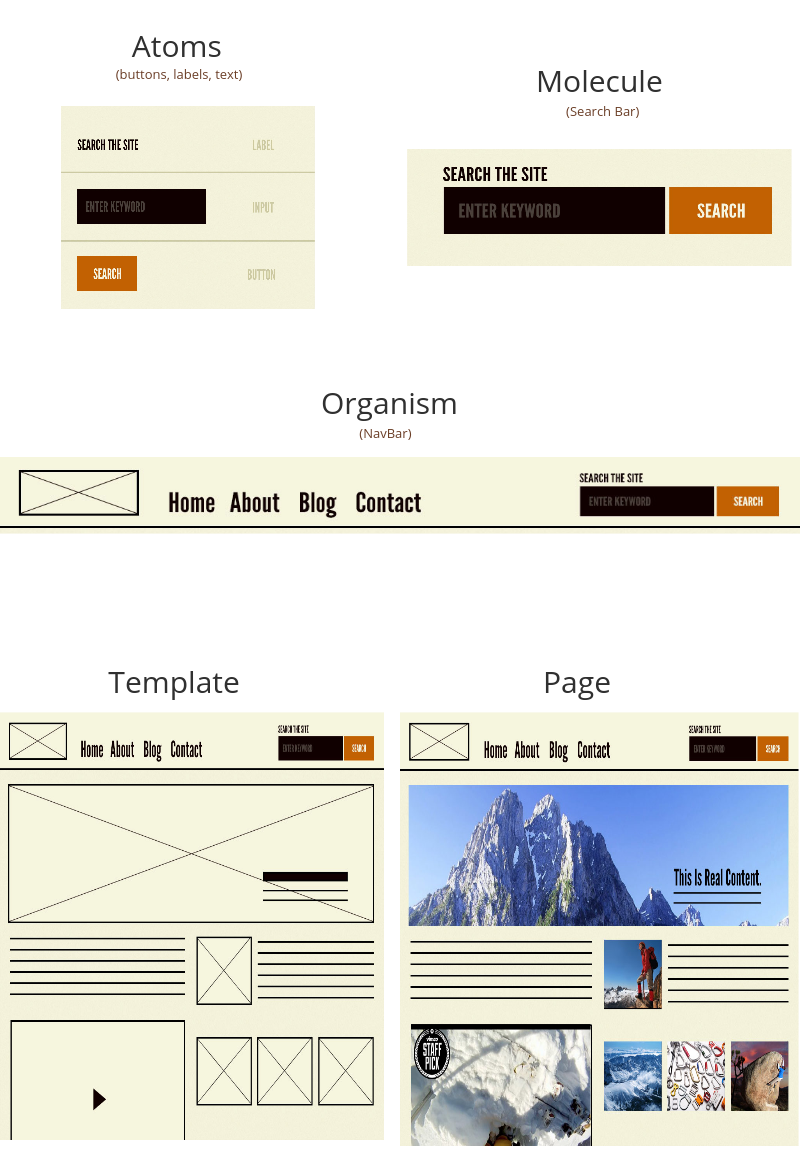 Atoms
(buttons, labels, text)
SEARCH THE SITE LABEL
ENTER KEYWORD INPUT
SEARCH BUTTON
Molecule
(Search Bar)
SEARCH THE SITE
ENTER KEYWORD SEARCH
Organism
(NavBar)
SEARCH THE SITE
Home About Blog Contact ENTER KEYWORD SEARCH
Template
SEARCH THE SITE
Home About Blog Contact ENTER KEYWORD SEARCH
Page
SEARCH THE SITE
Home About Blog Contact ENTER KEYWORD SEARCH
This Is Real Content.
vimeo
STAFF
PICK